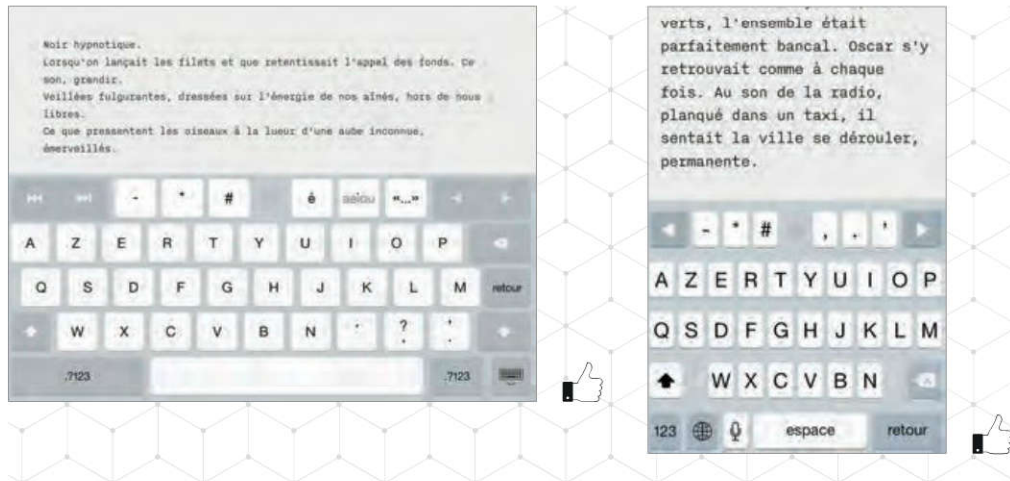 Noir hypnotique.
Lorsqu'on lançait les filets et que retentissait l'appel des fonds. Ce
son, grandir.
Veillées fulgurantes, dressées sur l'énergie de nos aînés, hors de nous
libres.
Ce que pressentent les oiseaux à la lueur d'une aube inconnue,
émerveillés.
- * # é aeiou «...»
A Z E R T Y U I O P
Q S D F G H J K L M retour
W X C V B N ' ? .
.?123 .?123
verts, l'ensemble était
parfaitement bancal. Oscar s'y
retrouvait comme à chaque
fois. Au son de la radio,
planqué dans un taxi, il
sentait la ville se dérouler,
permanente.
- * # , . '
A Z E R T Y U I O P
Q S D F G H J K L M
W X C V B N
123 espace retour